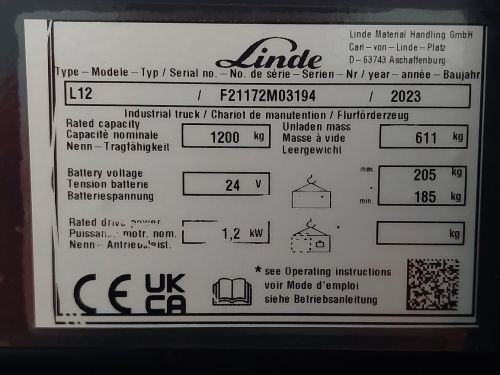 Linde
Linde Material Handling GmbH
Carl-von-Linde-Platz
D-63743 Aschaffenburg
Type-Modele-Typ / Serial no.-No. de série-Serien-Nr / year-année-Baujahr
L12 / F21172M03194 / 2023
Industrial truck / Chariot de manutention / Flurförderzeug
Rated capacity
Capacité nominale
Nenn-Tragfähigkeit
1200 kg
Unladen mass
Masse à vide
Leergewicht
611 kg
Battery voltage
Tension batterie
Batteriespannung
24 V
max. 205 kg
min. 185 kg
Rated drive power
Puissan. motr. nom.
Nenn-Antriebsleist.
1,2 kW
*
kg
CE
UK
CA
* see Operating instructions
voir Mode d'emploi
siehe Betriebsanleitung